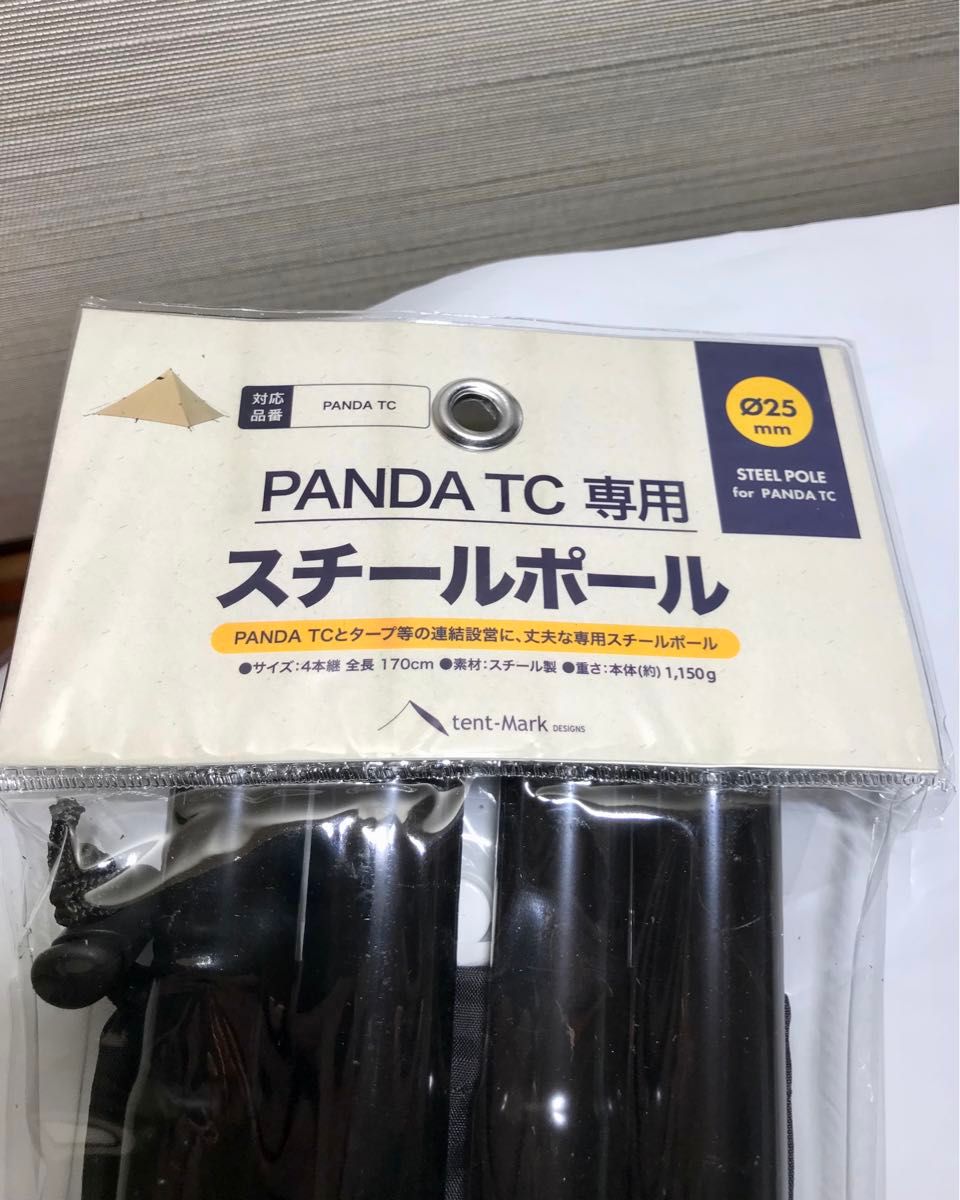 対応
品番
PANDA TC
Ø25
mm
STEEL POLE
for PANDA TC
PANDA TC 専用
スチールポール
PANDA TCとタープ等の連結設営に、丈夫な専用スチールポール
●サイズ：4本継 全長 170cm ●素材：スチール製 ●重さ：本体(約) 1,150g
tent-Mark DESIGNS